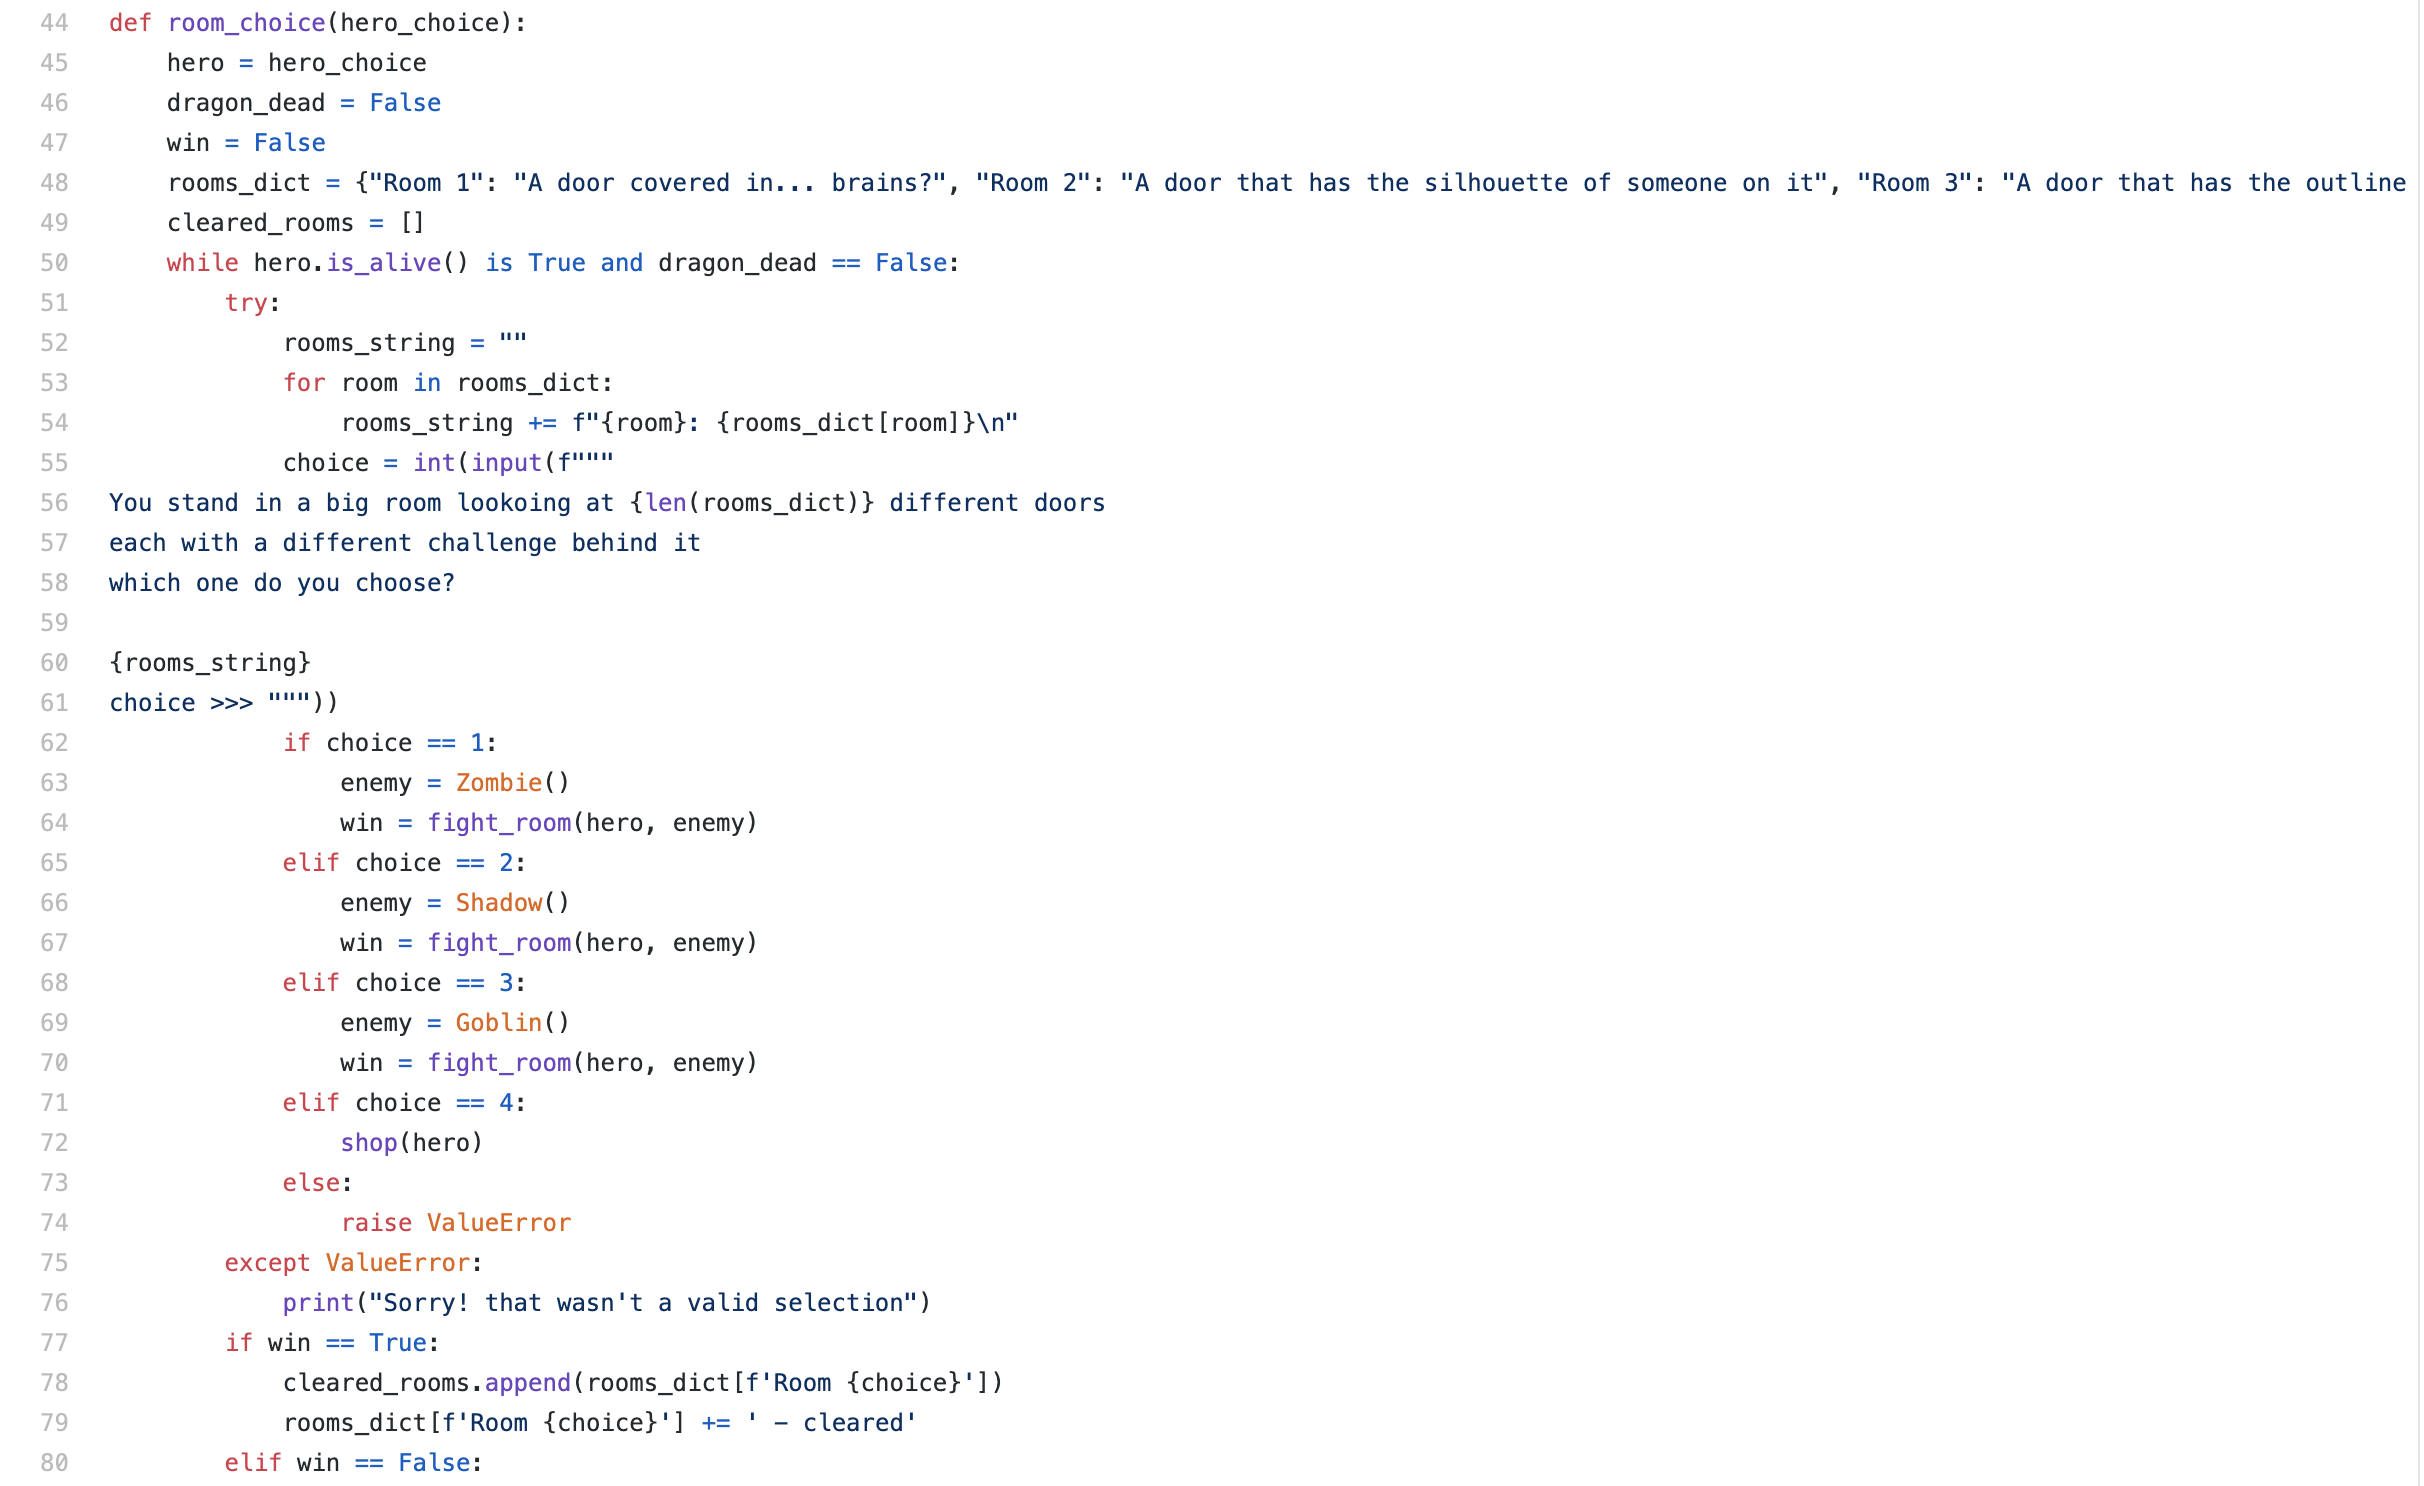 44 def room_choice(hero_choice):
45     hero = hero_choice
46     dragon_dead = False
47     win = False
48     rooms_dict = {"Room 1": "A door covered in... brains?", "Room 2": "A door that has the silhouette of someone on it", "Room 3": "A door that has the outline
49     cleared_rooms = []
50     while hero.is_alive() is True and dragon_dead == False:
51         try:
52             rooms_string = ""
53             for room in rooms_dict:
54                 rooms_string += f"{room}: {rooms_dict[room]}\n"
55             choice = int(input(f"""
56 You stand in a big room lookoing at {len(rooms_dict)} different doors
57 each with a different challenge behind it
58 which one do you choose?
59
60 {rooms_string}
61 choice >>> """))
62             if choice == 1:
63                 enemy = Zombie()
64                 win = fight_room(hero, enemy)
65             elif choice == 2:
66                 enemy = Shadow()
67                 win = fight_room(hero, enemy)
68             elif choice == 3:
69                 enemy = Goblin()
70                 win = fight_room(hero, enemy)
71             elif choice == 4:
72                 shop(hero)
73             else:
74                 raise ValueError
75         except ValueError:
76             print("Sorry! that wasn't a valid selection")
77         if win == True:
78             cleared_rooms.append(rooms_dict[f'Room {choice}'])
79             rooms_dict[f'Room {choice}'] += ' - cleared'
80         elif win == False: